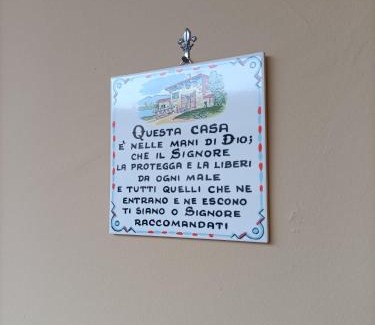 QUESTA CASA
E' NELLE MANI DI DIO;
CHE IL SIGNORE
LA PROTEGGA E LA LIBERI
DA OGNI MALE
E TUTTI QUELLI CHE NE
ENTRANO E NE ESCONO
TI SIANO O SIGNORE
RACCOMANDATI